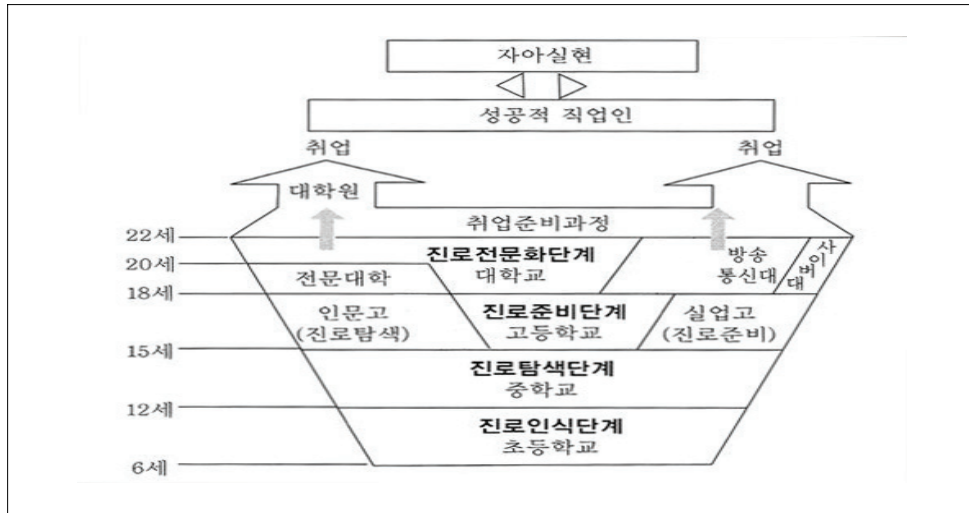 자아실현
성공적 직업인
취업
취업
대학원
취업준비과정
22세
진로전문화단계
방송
사이버대
20세
전문대학
대학교
통신대
18세
인문고
진로준비단계
실업고
(진로탐색)
고등학교
(진로준비)
15세
진로탐색단계
중학교
12세
진로인식단계
초등학교
6세